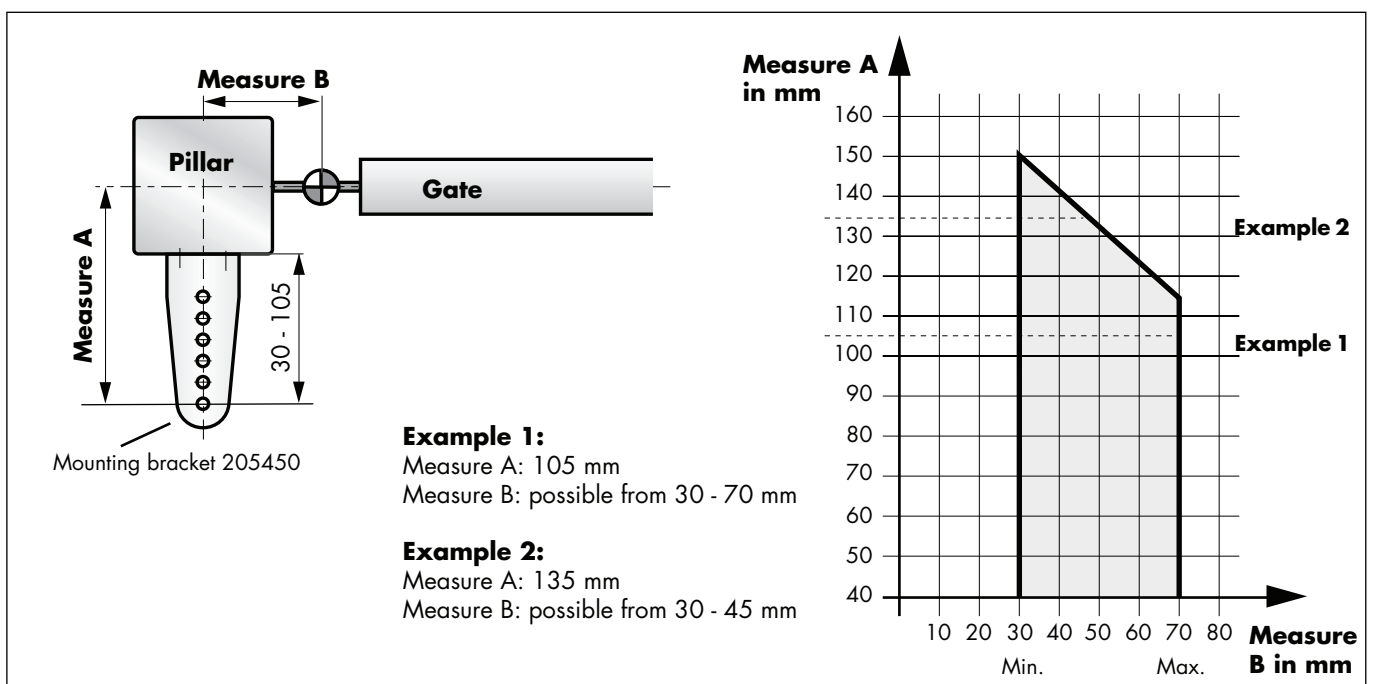 Measure B
Pillar
Gate
Measure A
30 - 105
Mounting bracket 205450
Example 1:
Measure A: 105 mm
Measure B: possible from 30 - 70 mm
Example 2:
Measure A: 135 mm
Measure B: possible from 30 - 45 mm
Measure A
in mm
160
150
140
130
120
110
100
90
80
70
60
50
40
Example 2
Example 1
10 20 30 40 50 60 70 80
Measure
B in mm
Min.
Max.